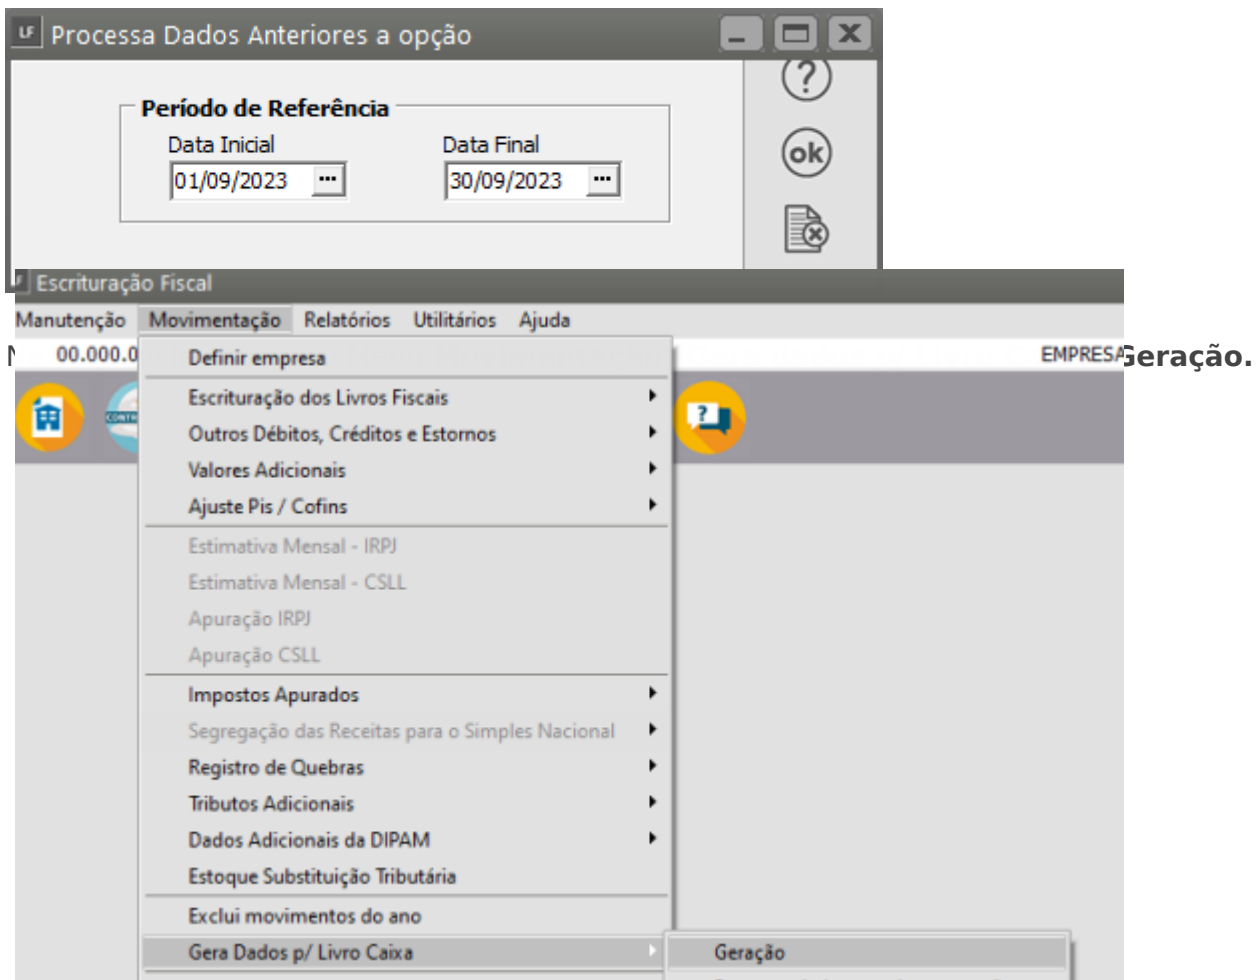 LF Processa Dados Anteriores a opção
Período de Referência
Data Inicial Data Final
01/09/2023 ... 30/09/2023 ...
?
ok
Escrituração Fiscal
Manutenção Movimentação Relatórios Utilitários Ajuda
00.000.0 EMPRESA Geração.
Definir empresa
Escrituração dos Livros Fiscais
Outros Débitos, Créditos e Estornos
?
Valores Adicionais
Ajuste Pis / Cofins
Estimativa Mensal - IRPJ
Estimativa Mensal - CSLL
Apuração IRPJ
Apuração CSLL
Impostos Apurados
Segregação das Receitas para o Simples Nacional
Registro de Quebras
Tributos Adicionais
Dados Adicionais da DIPAM
Estoque Substituição Tributária
Exclui movimentos do ano
Gera Dados p/ Livro Caixa Geração